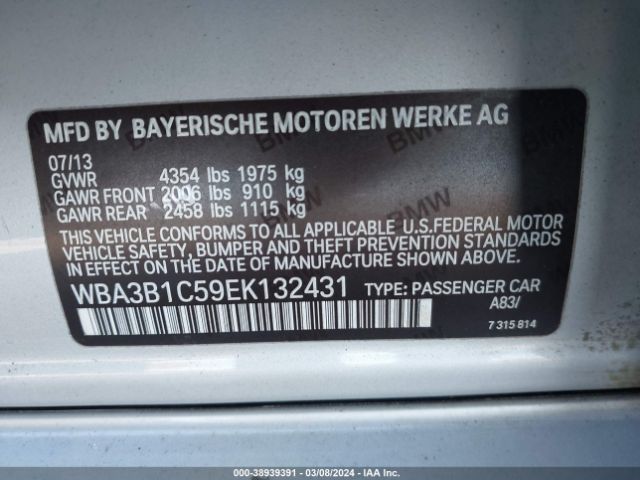 MFD BY BAYERISCHE MOTOREN WERKE AG
07/13
GVWR 4354 lbs 1975 kg
GAWR FRONT 2006 lbs 910 kg
GAWR REAR 2458 lbs 1115 kg
THIS VEHICLE CONFORMS TO ALL APPLICABLE U.S.FEDERAL MOTOR
VEHICLE SAFETY, BUMPER AND THEFT PREVENTION STANDARDS
IN EFFECT ON THE DATE OF MANUFACTURE SHOWN ABOVE.
WBA3B1C59EK132431 TYPE: PASSENGER CAR
A83/
7 315 814
000-38939391 - 03/08/2024 - IAA Inc.